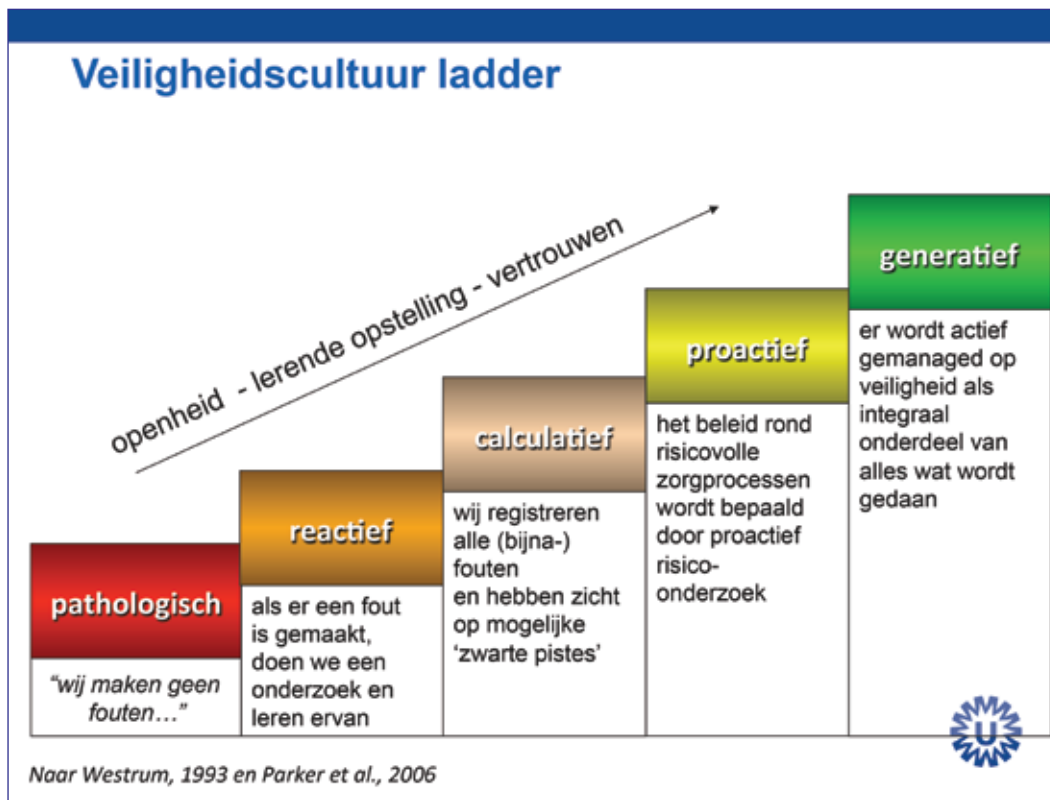 Veiligheidscultuur ladder
openheid - lerende opstelling - vertrouwen
pathologisch
"wij maken geen
fouten…"
reactief
als er een fout
is gemaakt,
doen we een
onderzoek en
leren ervan
calculatief
wij registreren
alle (bijna-)
fouten
en hebben zicht
op mogelijke
'zwarte pistes'
proactief
het beleid rond
risicovolle
zorgprocessen
wordt bepaald
door proactief
risico-
onderzoek
generatief
er wordt actief
gemanaged op
veiligheid als
integraal
onderdeel van
alles wat wordt
gedaan
U
Naar Westrum, 1993 en Parker et al., 2006